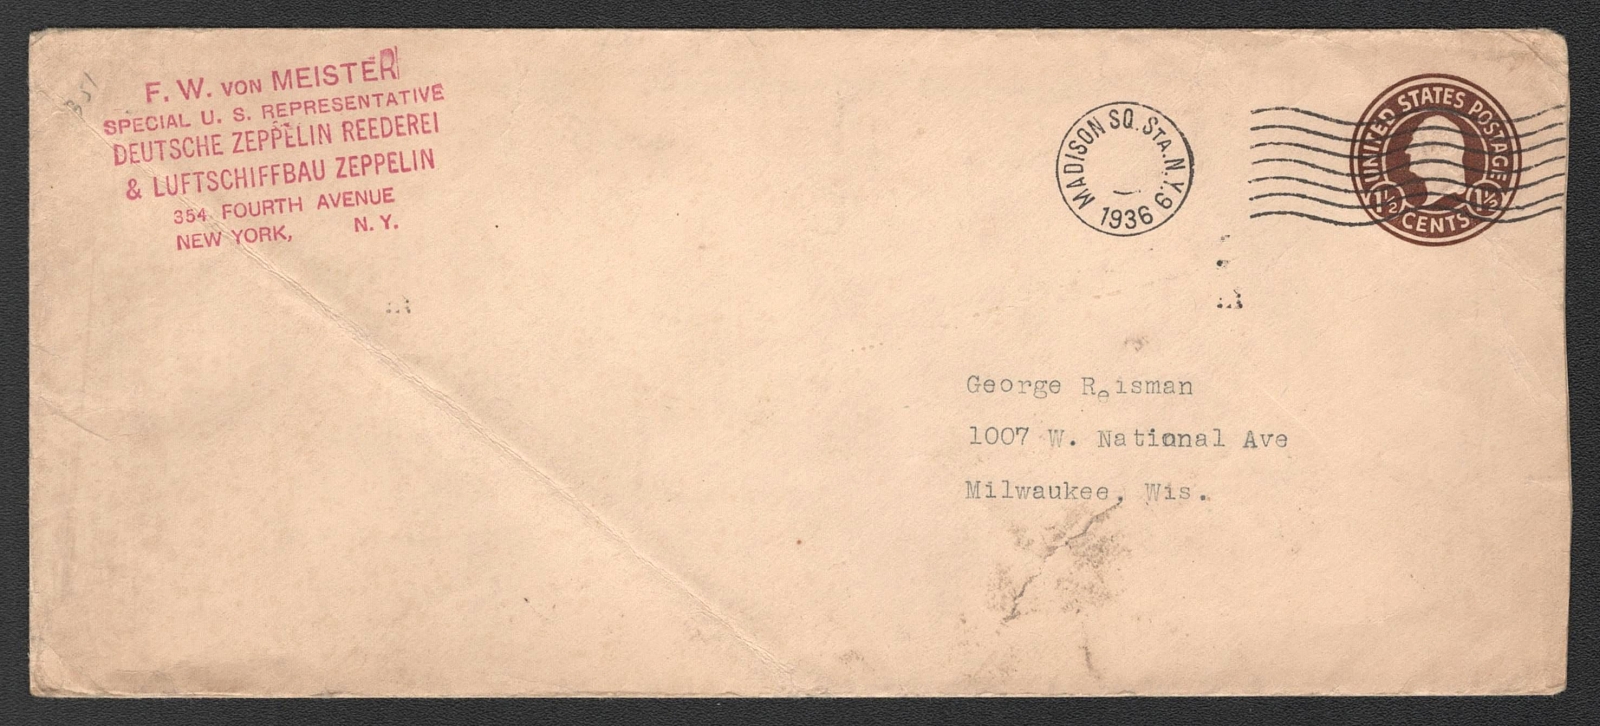 351
F. W. VON MEISTER
SPECIAL U. S. REPRESENTATIVE
DEUTSCHE ZEPPELIN REEDEREI
& LUFTSCHIFFBAU ZEPPELIN
354 FOURTH AVENUE
NEW YORK, N. Y.
MADISON SQ. STA. N.Y. 9
1936
UNITED STATES POSTAGE
1½ CENTS 1½
George Reisman
1007 W. National Ave
Milwaukee, Wis.